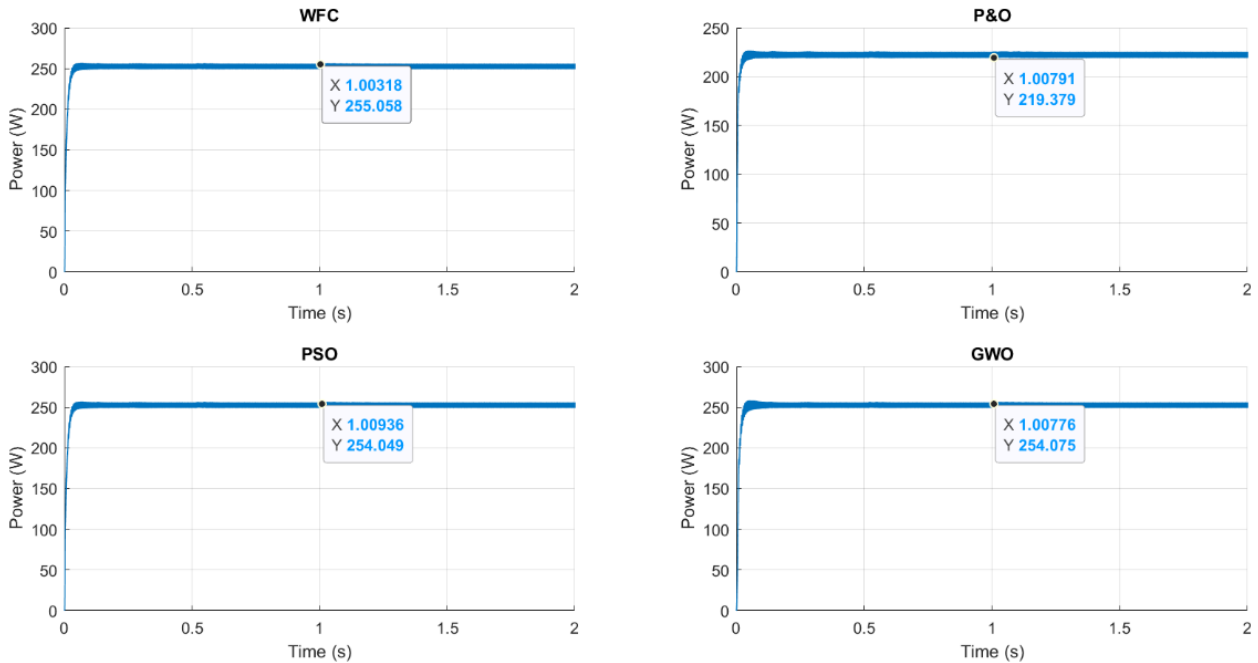 WFC
300
250
200
150
100
50
0
Power (W)
X 1.00318
Y 255.058
0 0.5 1 1.5 2
Time (s)
P&O
250
200
150
100
50
0
Power (W)
X 1.00791
Y 219.379
0 0.5 1 1.5 2
Time (s)
PSO
300
250
200
150
100
50
0
Power (W)
X 1.00936
Y 254.049
0 0.5 1 1.5 2
Time (s)
GWO
300
250
200
150
100
50
0
Power (W)
X 1.00776
Y 254.075
0 0.5 1 1.5 2
Time (s)